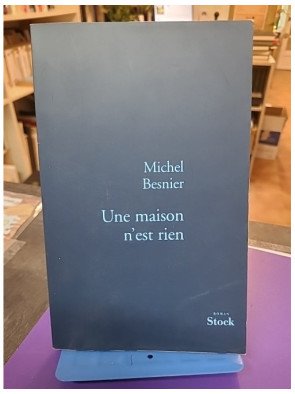 Michel
Besnier
Une maison
n'est rien
ROMAN
Stock